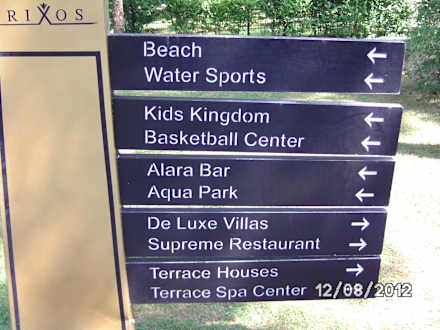 RIXOS
Beach
Water Sports
Kids Kingdom
Basketball Center
Alara Bar
Aqua Park
De Luxe Villas
Supreme Restaurant
Terrace Houses
Terrace Spa Center
12/08/2012